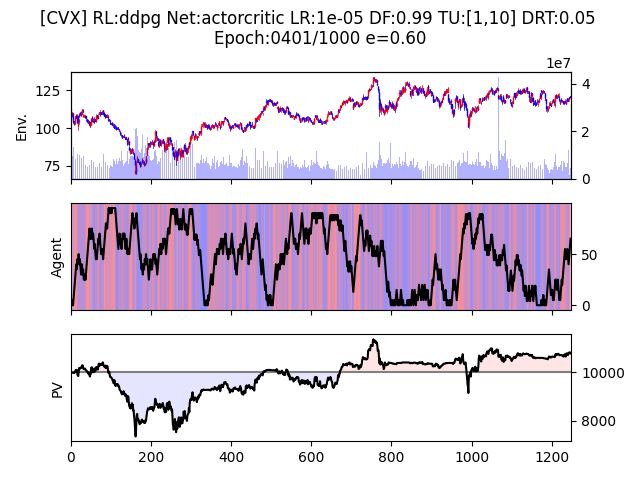 [CVX] RL:ddpg Net:actorcritic LR:1e-05 DF:0.99 TU:[1,10] DRT:0.05
Epoch:0401/1000 e=0.60
1e7
125
100
75
Env.
4
2
0
Agent
50
0
PV
10000
8000
0 200 400 600 800 1000 1200